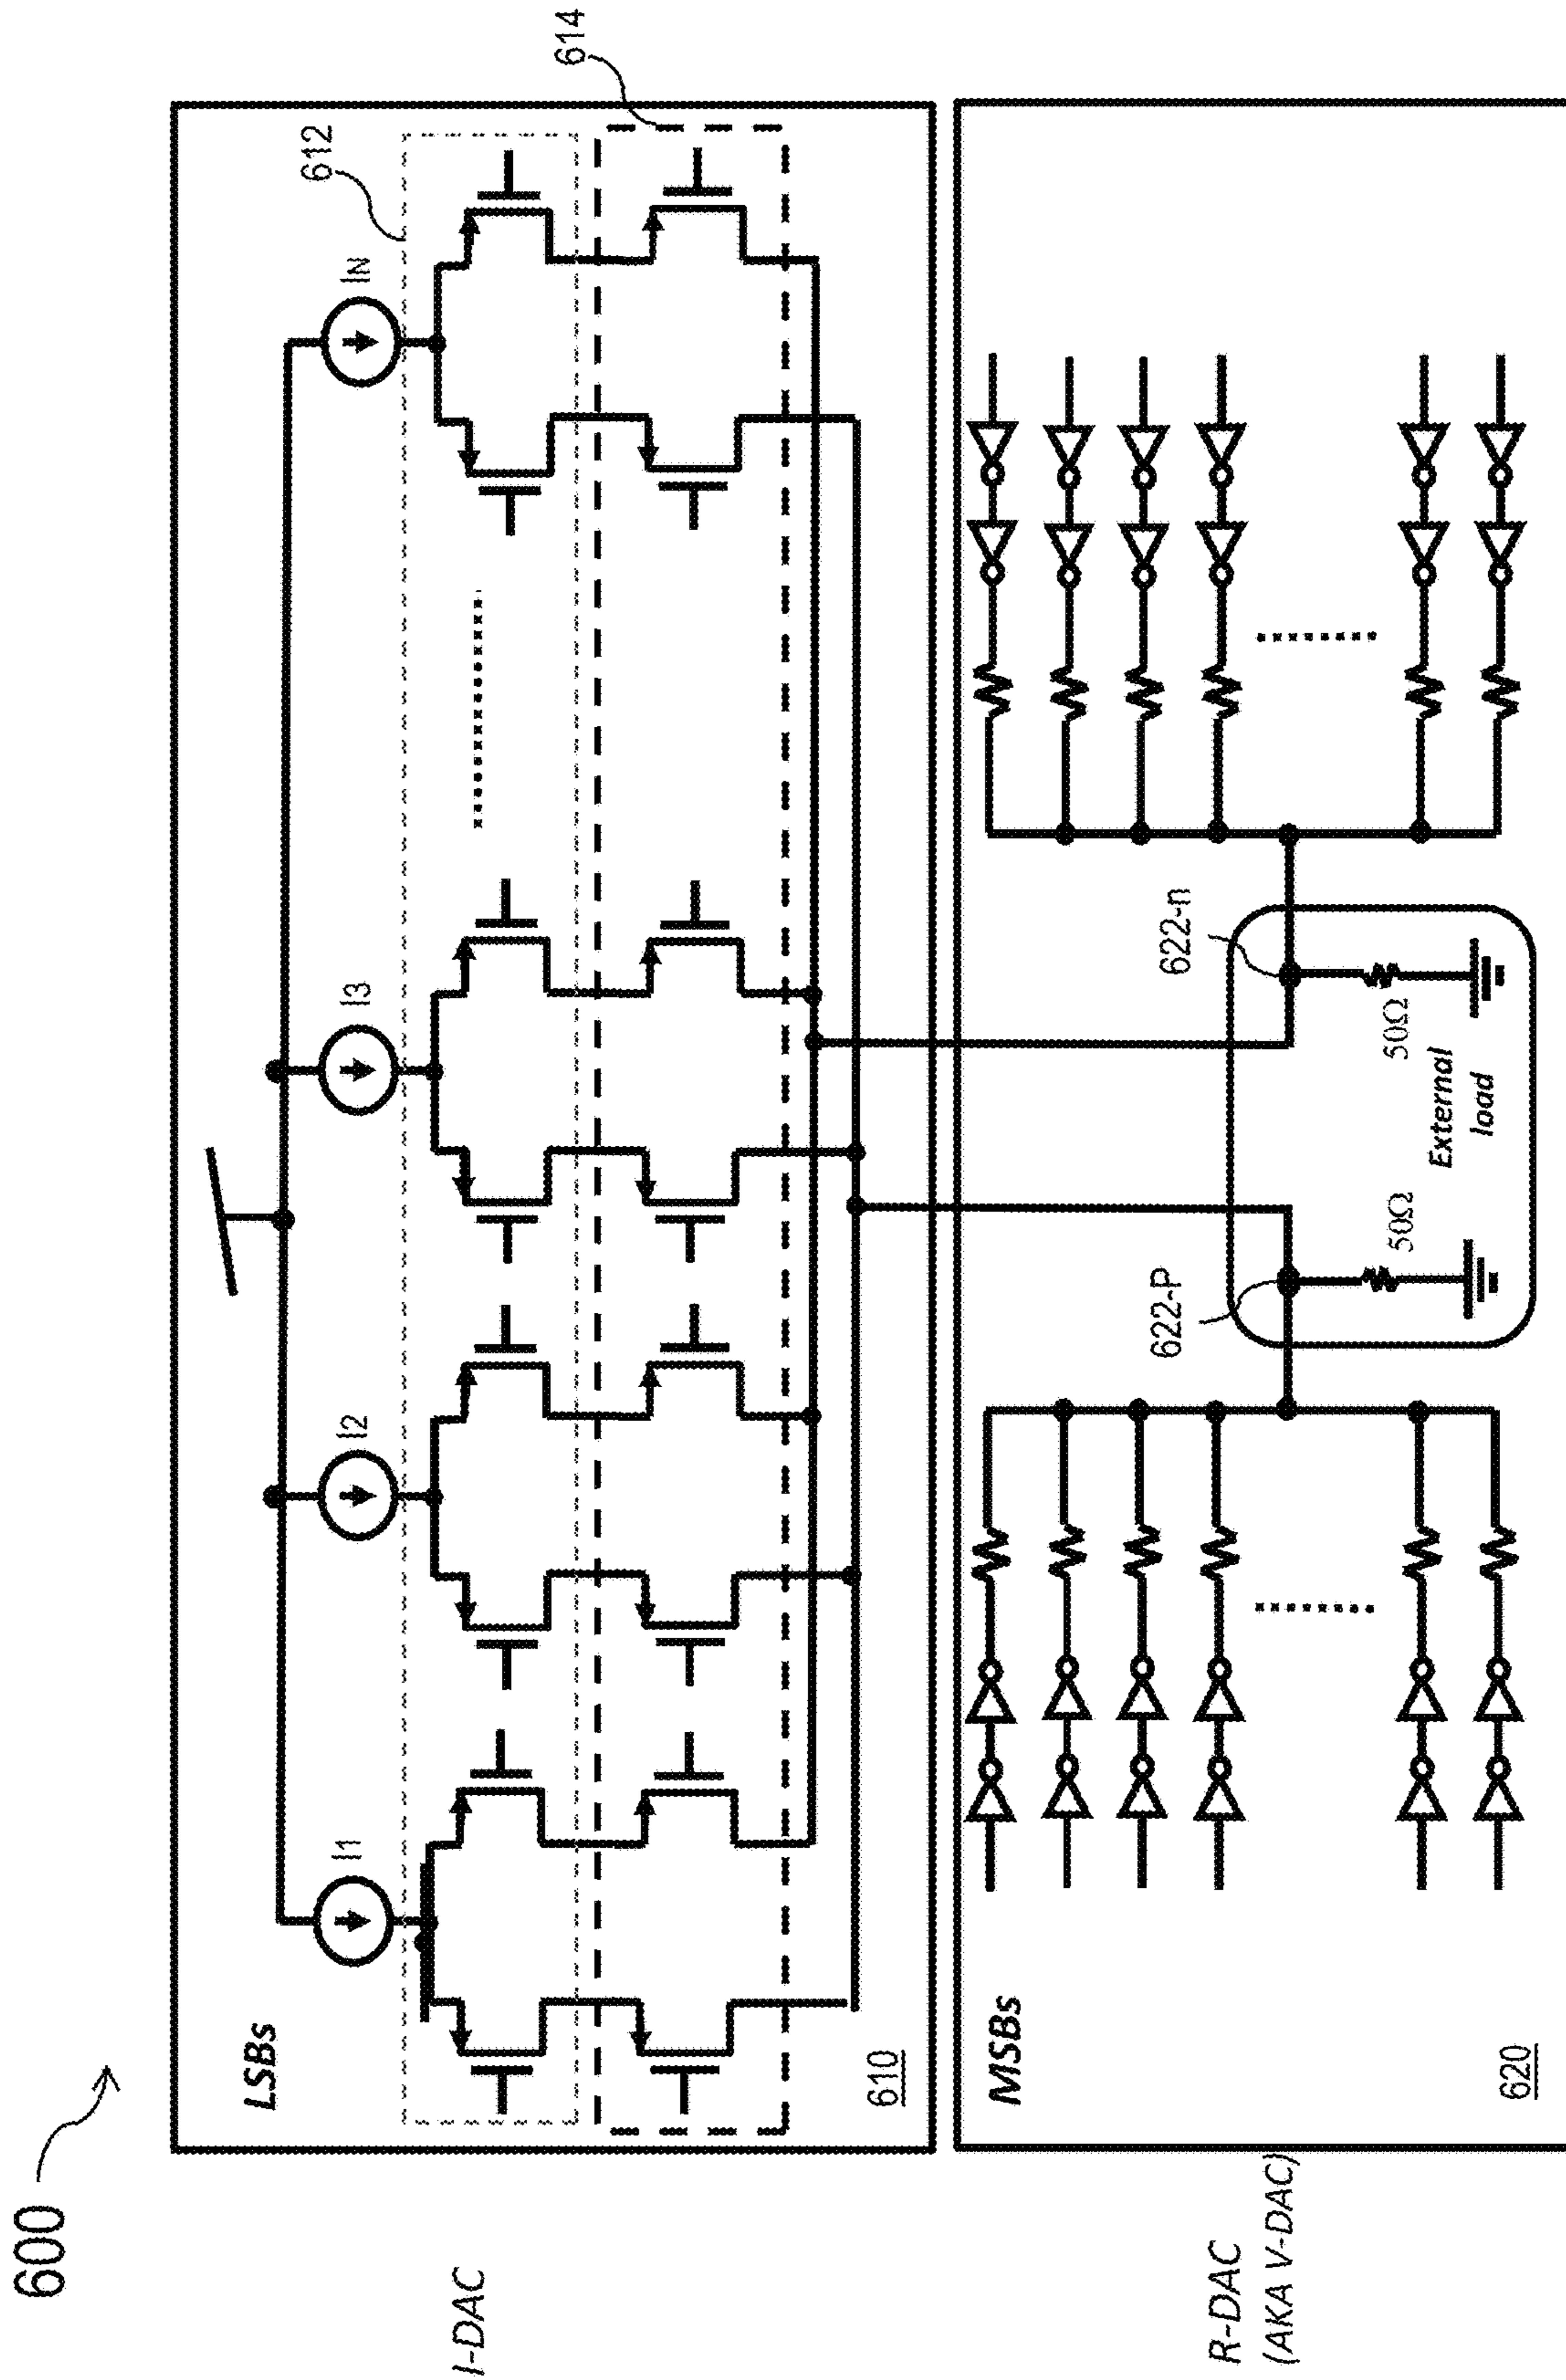 600
I-DAC
LSBs
I1
I2
I3
IN
612
614
610
R-DAC
(AKA V-DAC)
MSBs
622-P
622-n
50Ω
50Ω
External
load
620